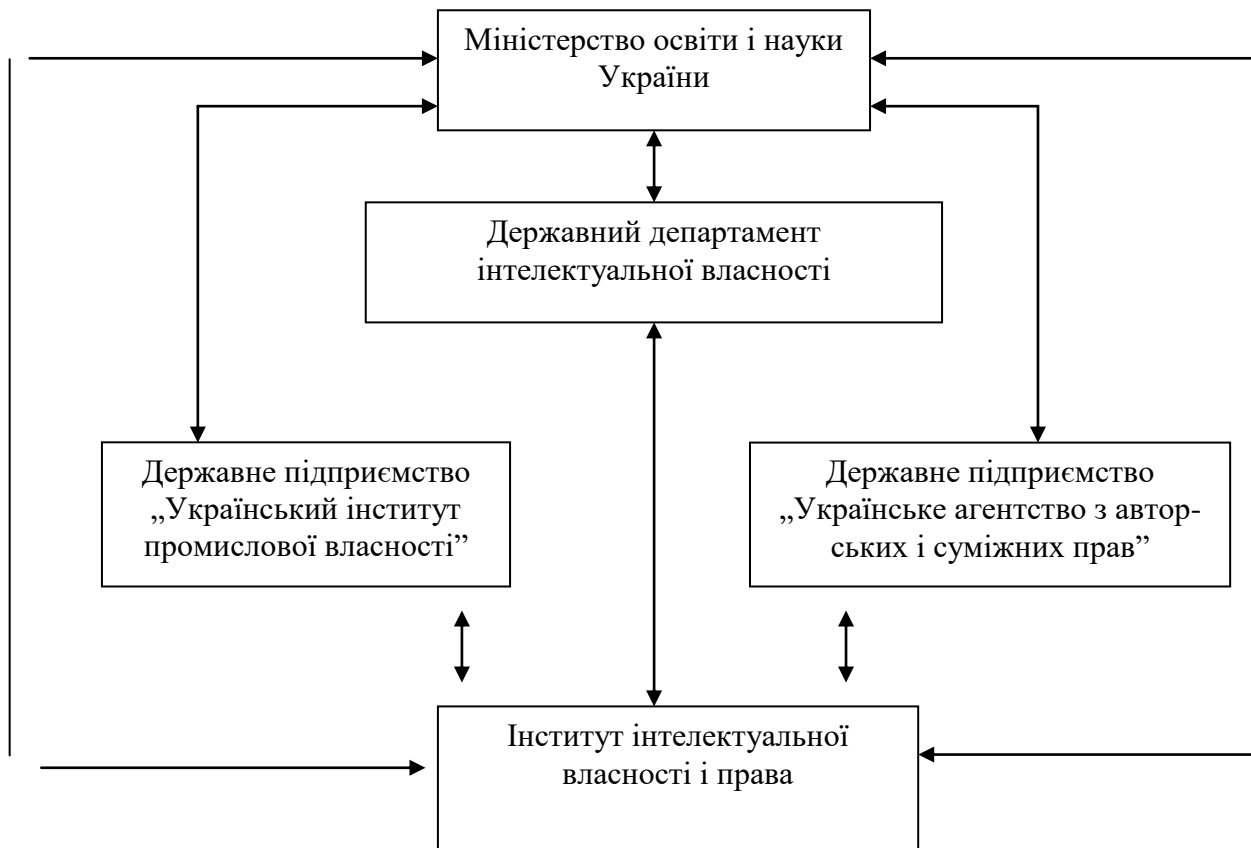 Міністерство освіти і науки
України
Державний департамент
інтелектуальної власності
Державне підприємство
„Український інститут
промислової власності”
Державне підприємство
„Українське агентство з автор-
ських і суміжних прав”
Інститут інтелектуальної
власності і права